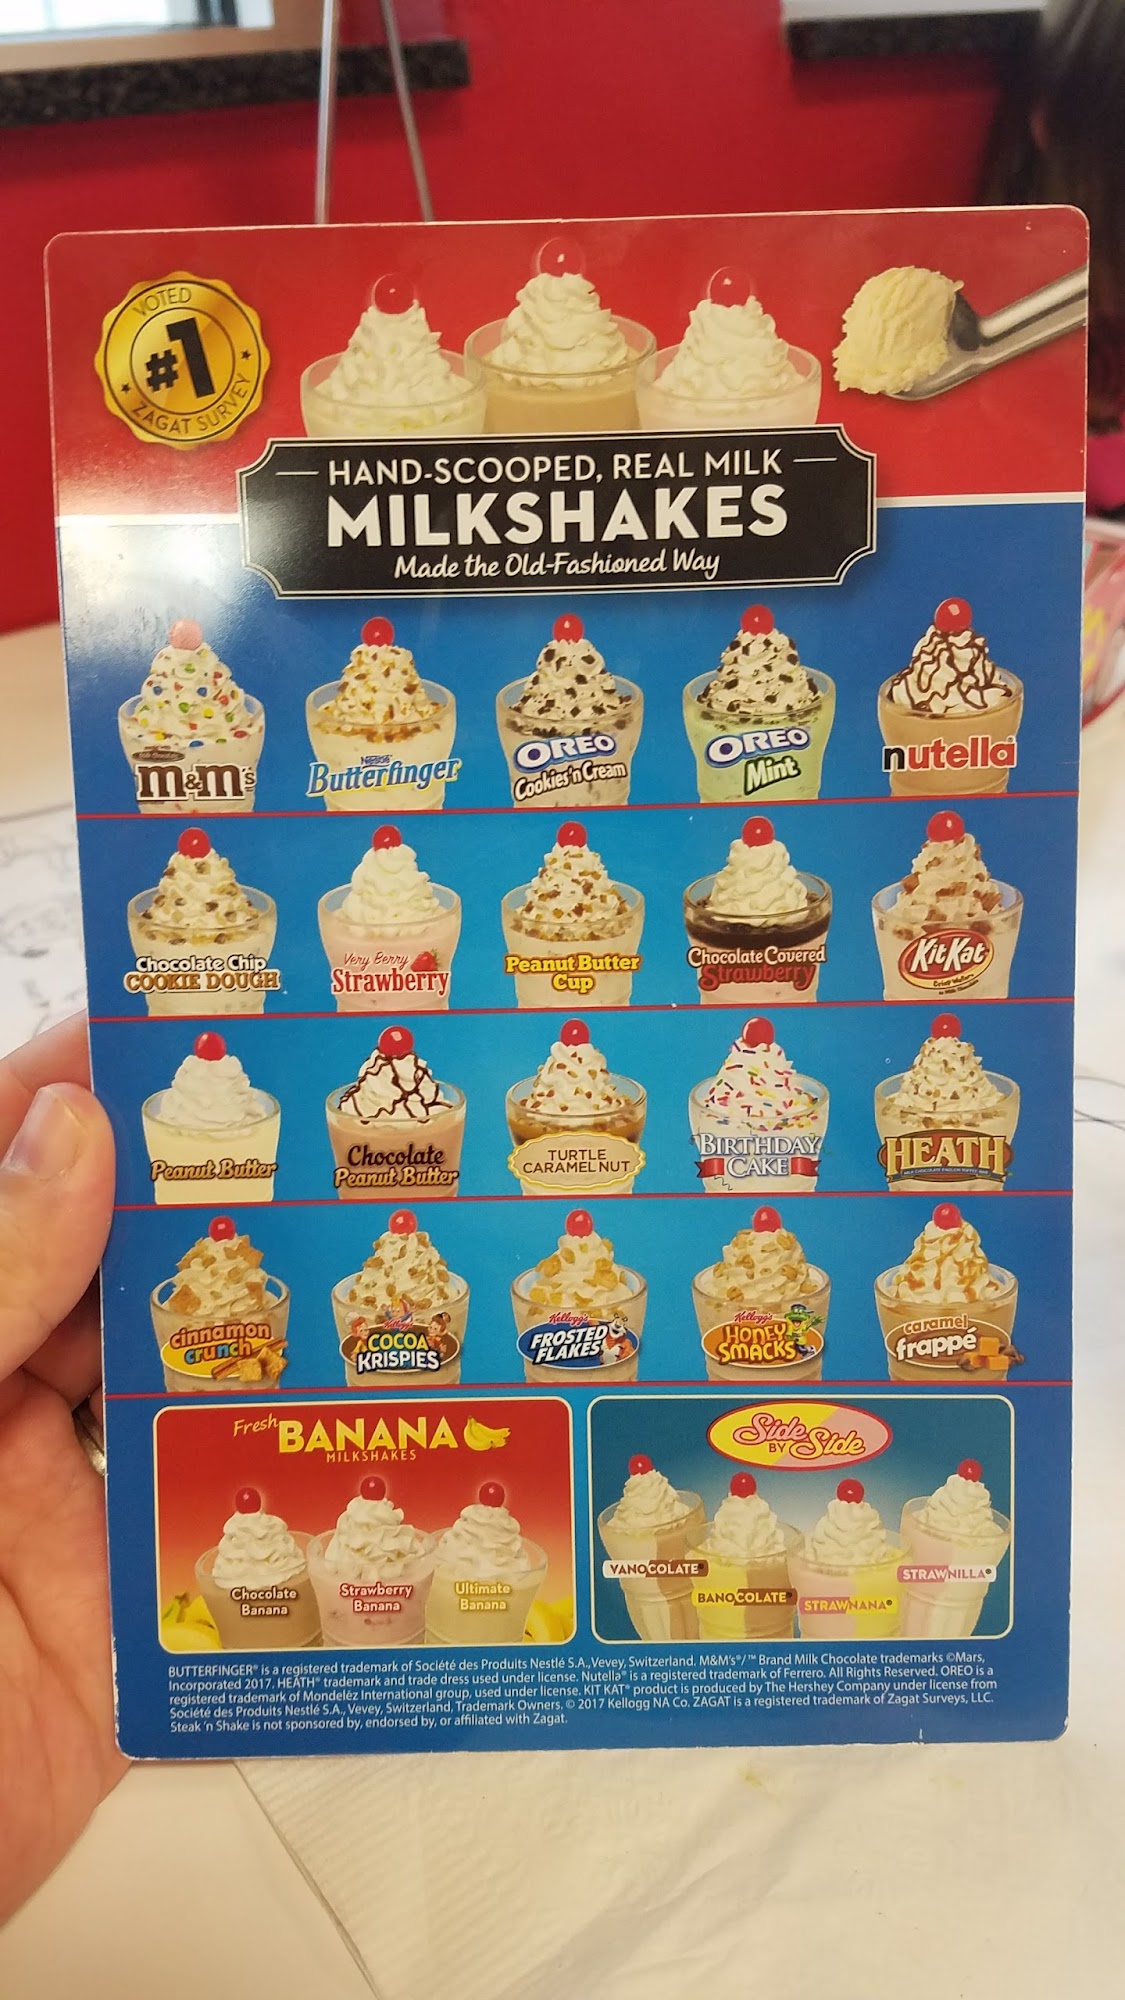 VOTED
#1
ZAGAT SURVEY
HAND-SCOOPED, REAL MILK
MILKSHAKES
Made the Old-Fashioned Way
m&m's
Nestlé
Butterfinger
OREO
Cookies 'n Cream
OREO
Mint
nutella
Chocolate Chip
COOKIE DOUGH
Very Berry
Strawberry
Peanut Butter
Cup
Chocolate Covered
Strawberry
KitKat
Peanut Butter
Chocolate
Peanut Butter
TURTLE
CARAMEL NUT
BIRTHDAY
CAKE
HEATH
cinnamon
crunch
Kellogg's
COCOA
KRISPIES
Kellogg's
FROSTED
FLAKES
Kellogg's
HONEY
SMACKS
caramel
frappé
Fresh
BANANA
MILKSHAKES
Chocolate
Banana
Strawberry
Banana
Ultimate
Banana
Side
BY Side
VANOCOLATE®
BANOCOLATE®
STRAWNANA®
STRAWNILLA®
BUTTERFINGER® is a registered trademark of Société des Produits Nestlé S.A.,Vevey, Switzerland. M&M's®/™ Brand Milk Chocolate trademarks ©Mars,
Incorporated 2017. HEATH® trademark and trade dress used under license. Nutella® is a registered trademark of Ferrero. All Rights Reserved. OREO is a
registered trademark of Mondelēz International group, used under license. KIT KAT® product is produced by The Hershey Company under license from
Société des Produits Nestlé S.A., Vevey, Switzerland, Trademark Owners. © 2017 Kellogg NA Co. ZAGAT is a registered trademark of Zagat Surveys, LLC.
Steak 'n Shake is not sponsored by, endorsed by, or affiliated with Zagat.